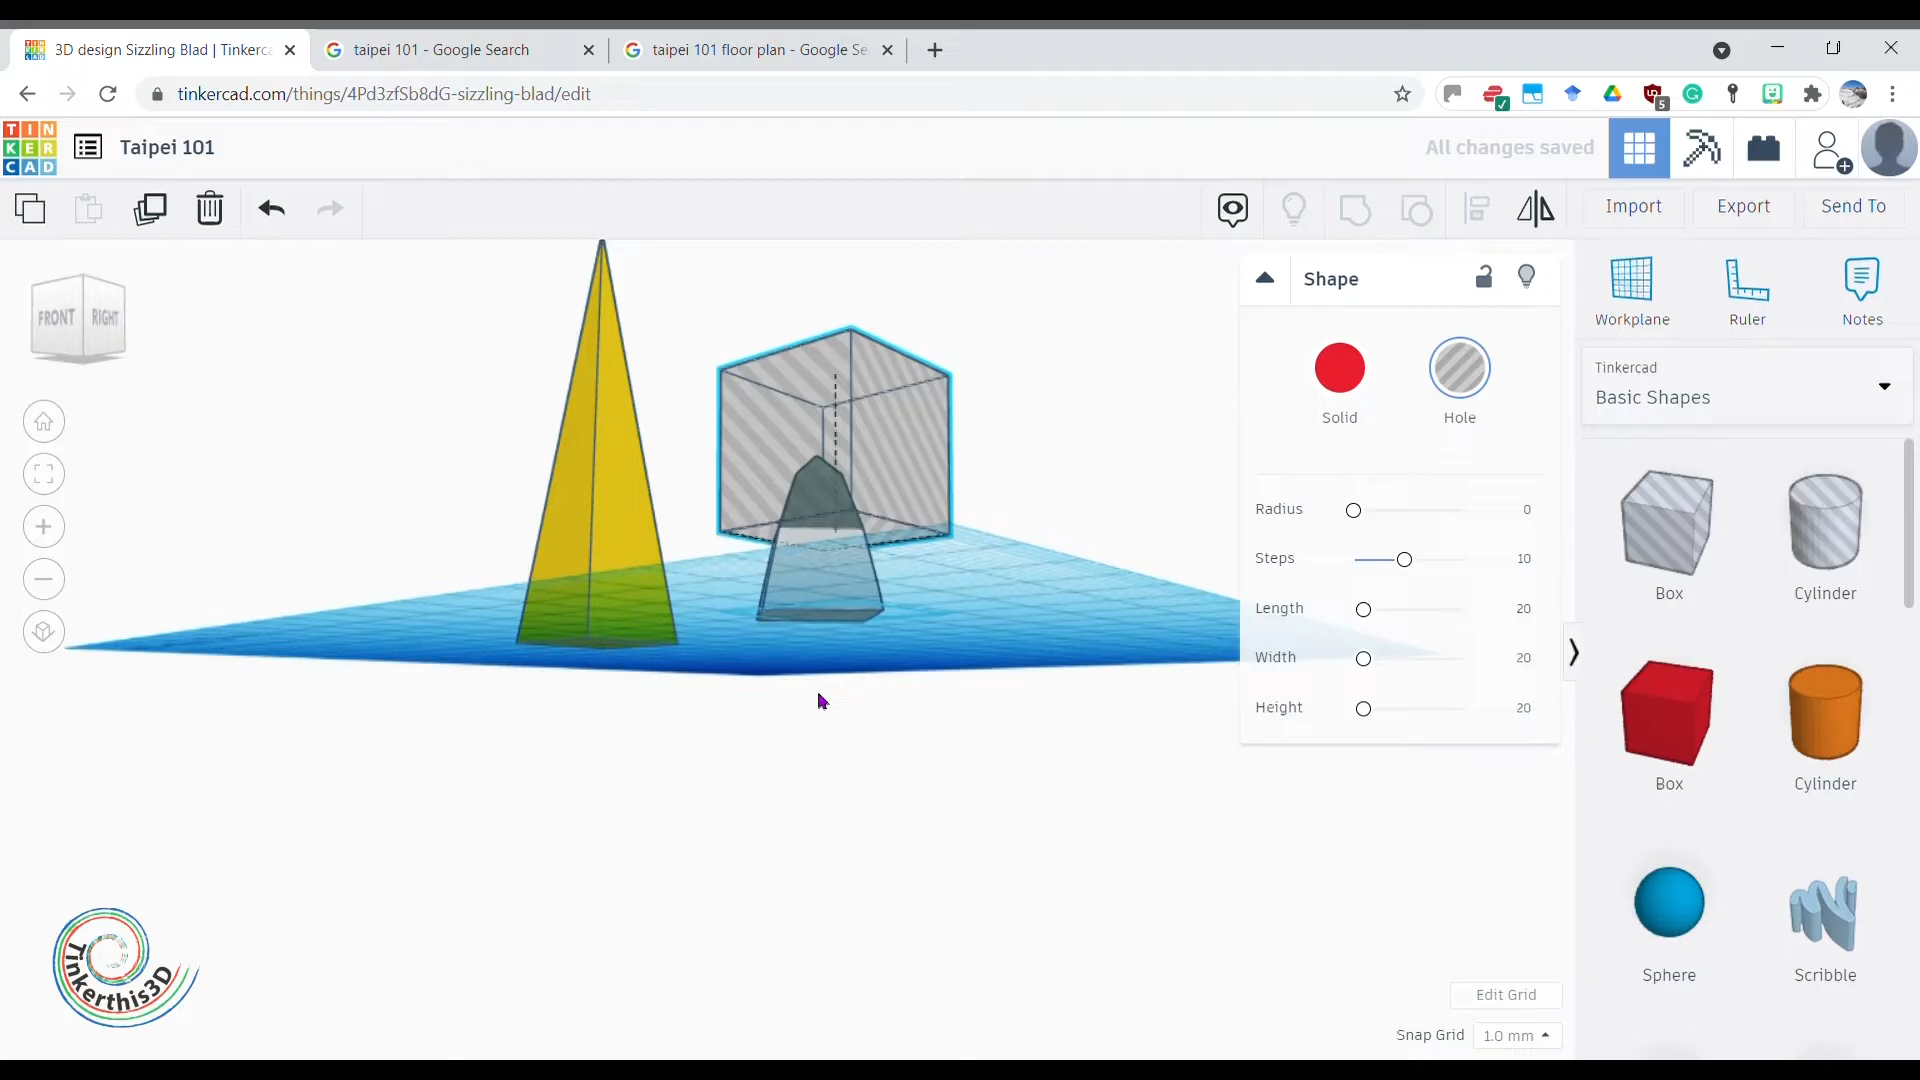 3D design Sizzling Blad | Tinkerca
taipei 101 - Google Search
taipei 101 floor plan - Google Se
tinkercad.com/things/4Pd3zfSb8dG-sizzling-blad/edit
5
TIN
KER
CAD
Taipei 101
All changes saved
Import
Export
Send To
FRONT
RIGHT
Shape
Solid
Hole
Radius
0
Steps
10
Length
20
Width
20
Height
20
Workplane
Ruler
Notes
Tinkercad
Basic Shapes
Box
Cylinder
Box
Cylinder
Sphere
Scribble
Edit Grid
Snap Grid
1.0 mm
Tinkerthis3D